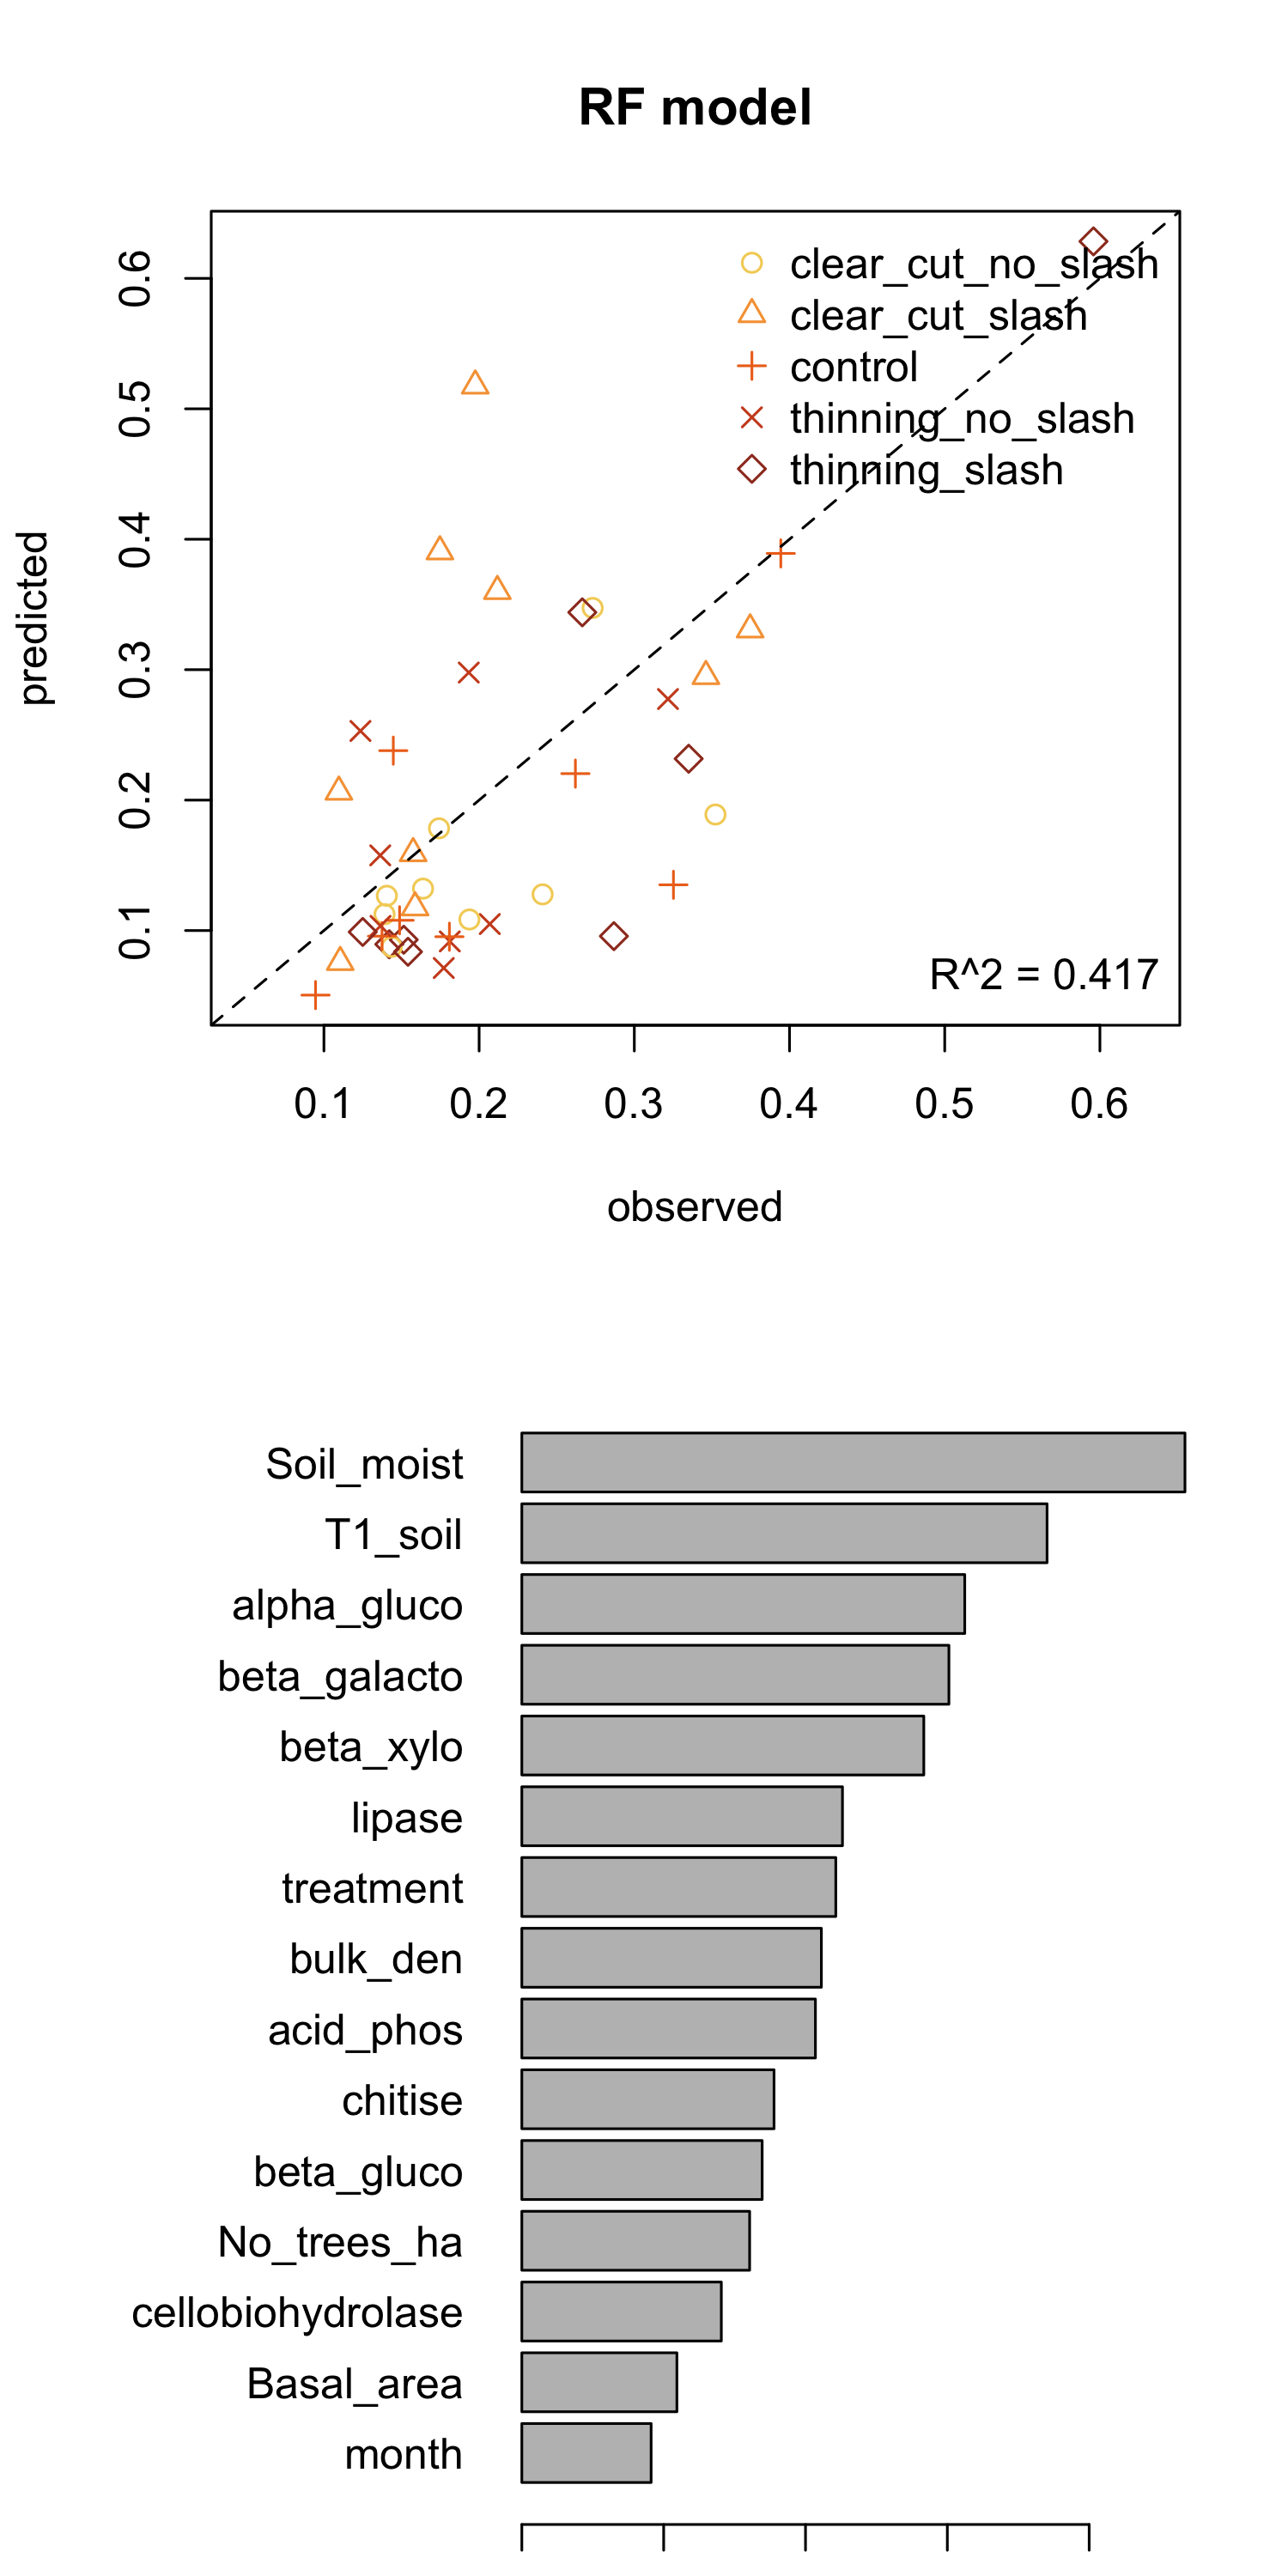 RF model
clear_cut_no_slash
clear_cut_slash
control
thinning_no_slash
thinning_slash
R^2 = 0.417
predicted
0.6
0.5
0.4
0.3
0.2
0.1
0.1 0.2 0.3 0.4 0.5 0.6
observed
Soil_moist
T1_soil
alpha_gluco
beta_galacto
beta_xylo
lipase
treatment
bulk_den
acid_phos
chitise
beta_gluco
No_trees_ha
cellobiohydrolase
Basal_area
month